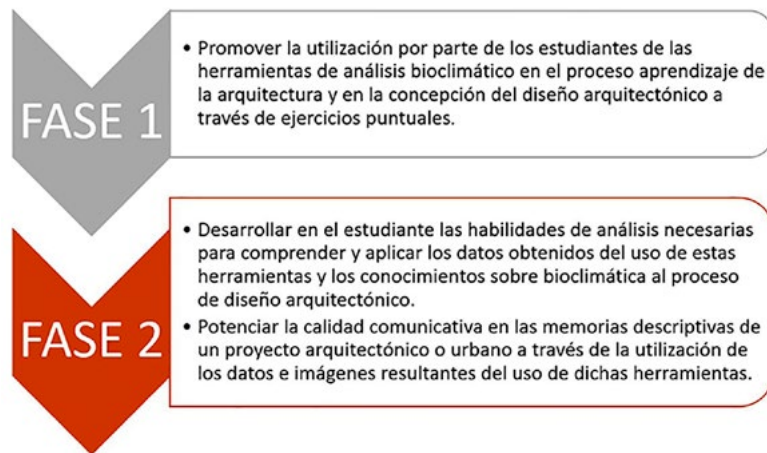 FASE 1
• Promover la utilización por parte de los estudiantes de las
herramientas de análisis bioclimático en el proceso aprendizaje de
la arquitectura y en la concepción del diseño arquitectónico a
través de ejercicios puntuales.
FASE 2
• Desarrollar en el estudiante las habilidades de análisis necesarias
para comprender y aplicar los datos obtenidos del uso de estas
herramientas y los conocimientos sobre bioclimática al proceso
de diseño arquitectónico.
• Potenciar la calidad comunicativa en las memorias descriptivas de
un proyecto arquitectónico o urbano a través de la utilización de
los datos e imágenes resultantes del uso de dichas herramientas.